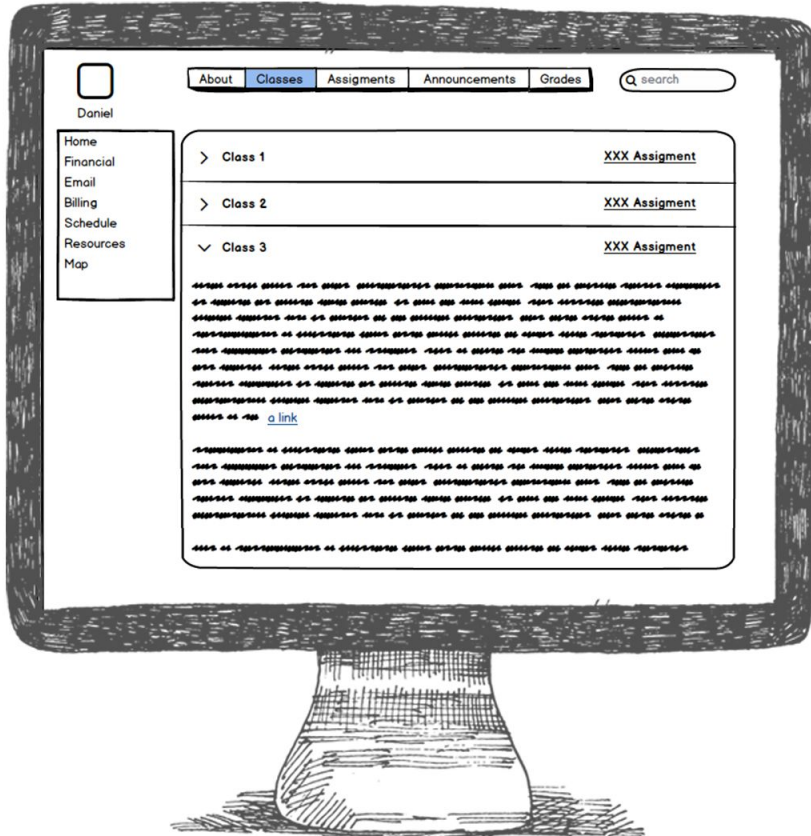 About Classes Assigments Announcements Grades
search
Daniel
Home
Financial
Email
Billing
Schedule
Resources
Map
Class 1 XXX Assigment
Class 2 XXX Assigment
Class 3 XXX Assigment
a link